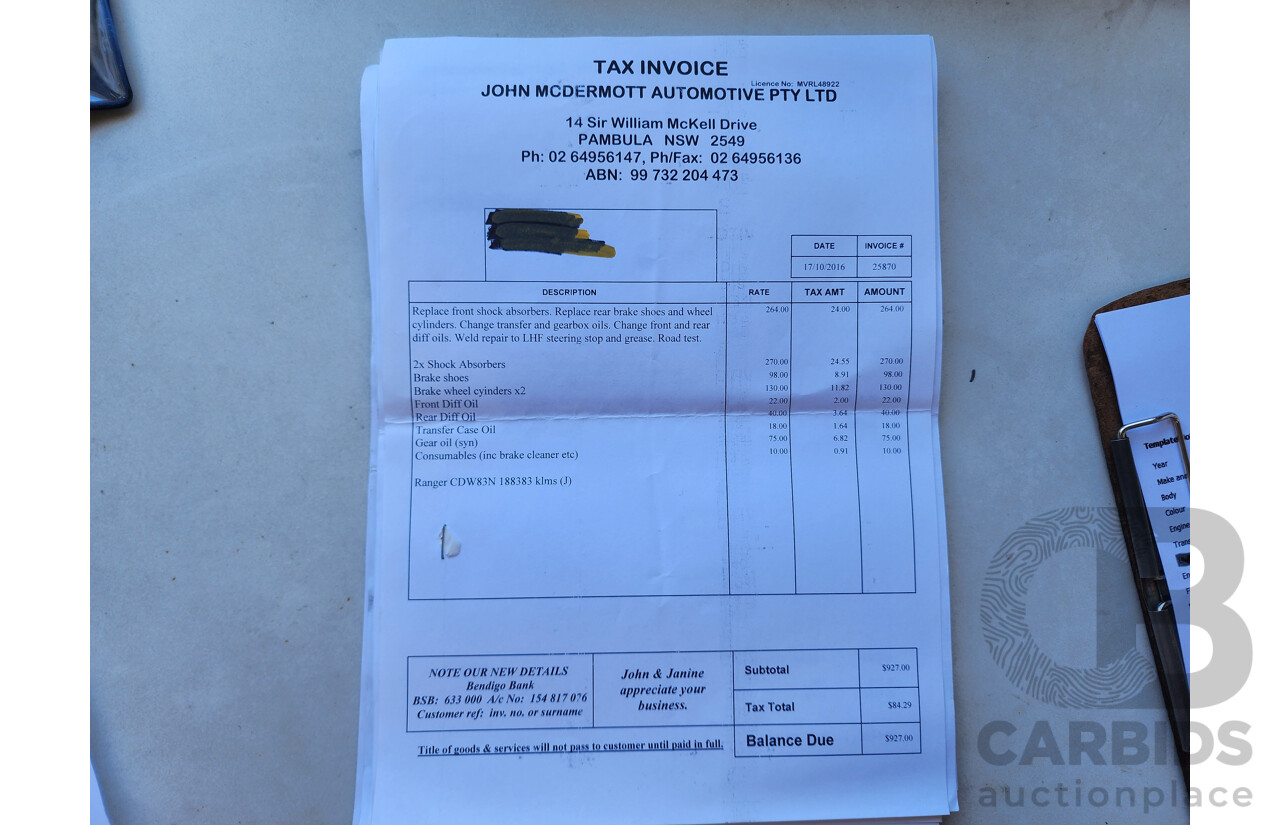 TAX INVOICE
Licence No: MVRL48922
JOHN MCDERMOTT AUTOMOTIVE PTY LTD
14 Sir William McKell Drive
PAMBULA NSW 2549
Ph: 02 64956147, Ph/Fax: 02 64956136
ABN: 99 732 204 473
DATE INVOICE #
17/10/2016 25870
DESCRIPTION RATE TAX AMT AMOUNT
Replace front shock absorbers. Replace rear brake shoes and wheel 264.00 24.00 264.00
cylinders. Change transfer and gearbox oils. Change front and rear
diff oils. Weld repair to LHF steering stop and grease. Road test.
2x Shock Absorbers 270.00 24.55 270.00
Brake shoes 98.00 8.91 98.00
Brake wheel cyinders x2 130.00 11.82 130.00
Front Diff Oil 22.00 2.00 22.00
Rear Diff Oil 40.00 3.64 40.00
Transfer Case Oil 18.00 1.64 18.00
Gear oil (syn) 75.00 6.82 75.00
Consumables (inc brake cleaner etc) 10.00 0.91 10.00
Ranger CDW83N 188383 klms (J)
NOTE OUR NEW DETAILS
Bendigo Bank
BSB: 633 000 A/c No: 154 817 076
Customer ref: inv. no. or surname
John & Janine
appreciate your
business.
Subtotal $927.00
Tax Total $84.29
Balance Due $927.00
Title of goods & services will not pass to customer until paid in full.
Template
Year
Make and
Body
Colour
Engine
CARBIDS
auctionplace